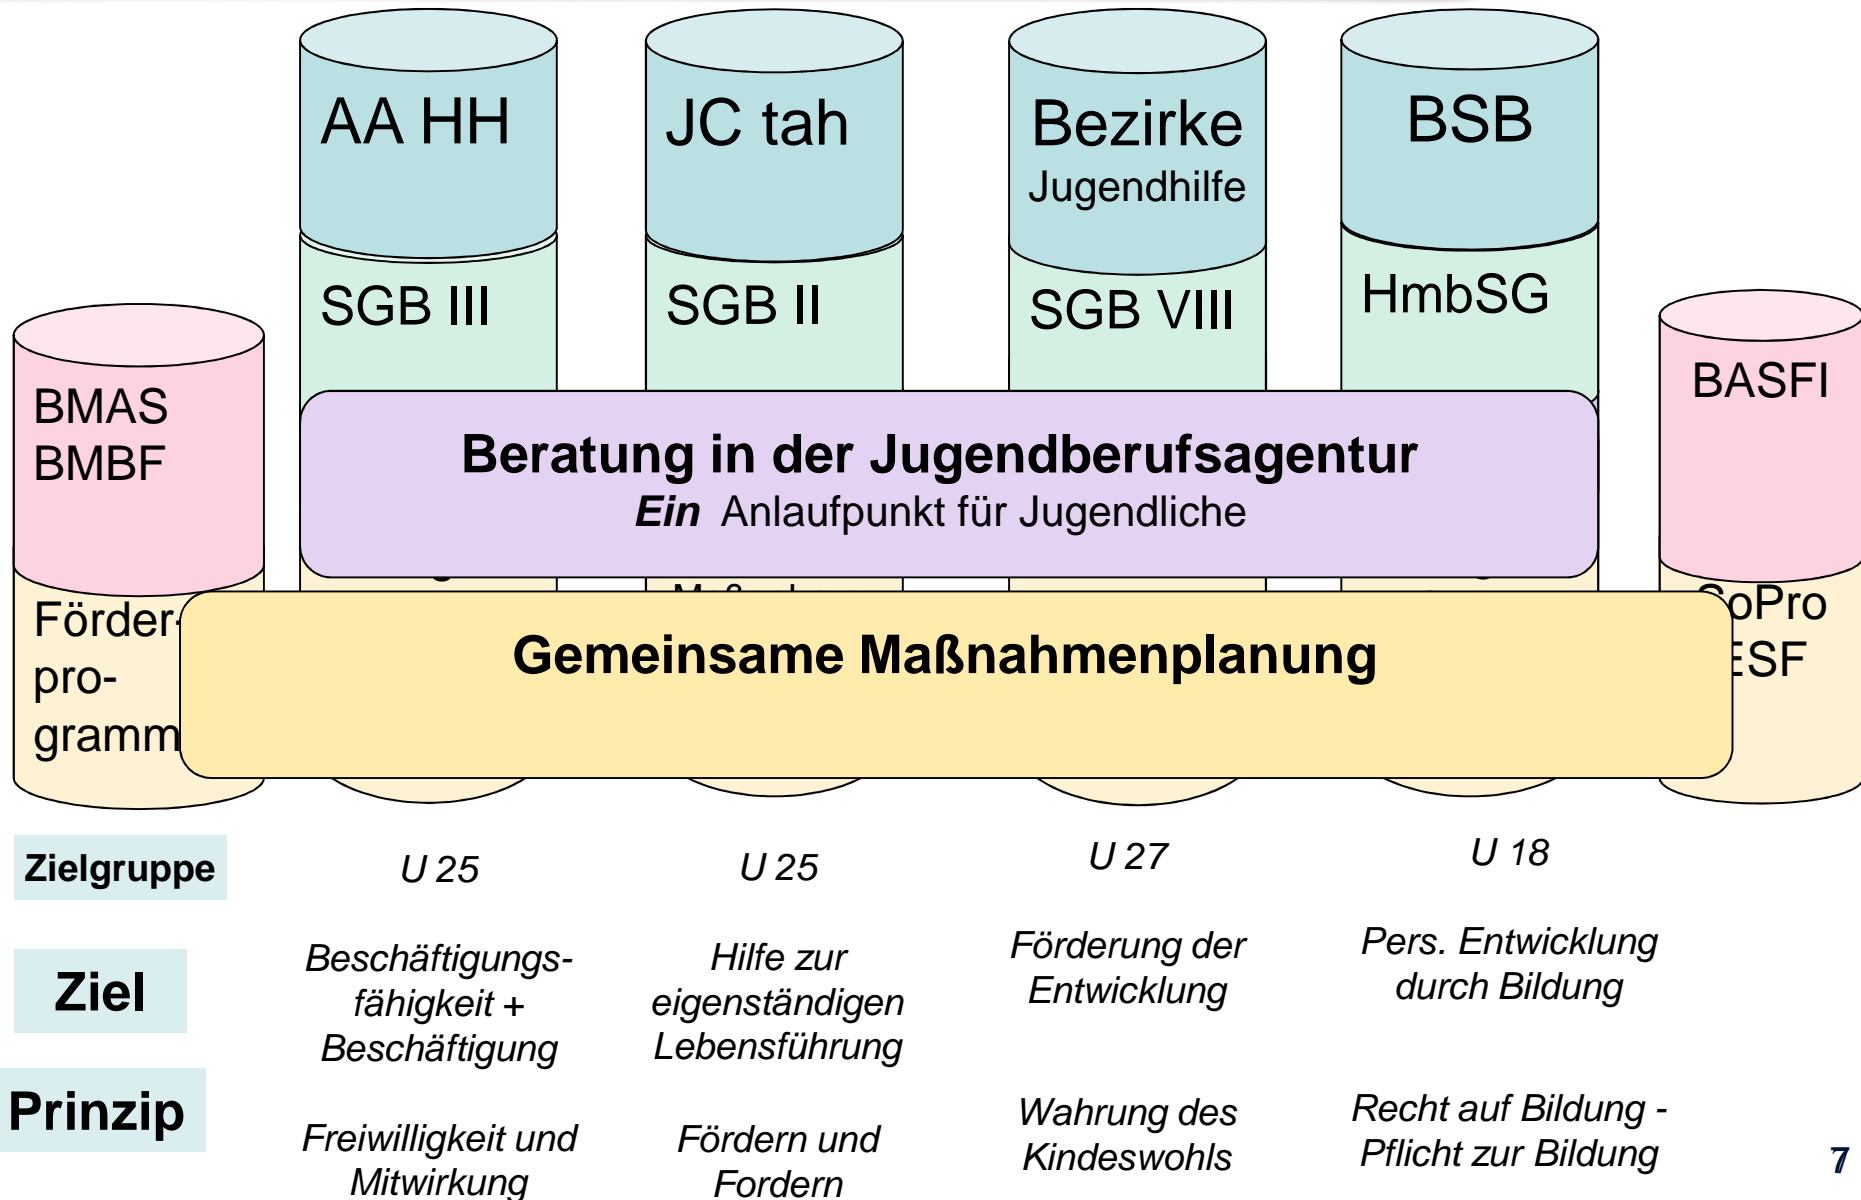 AA HH
JC tah
Bezirke
Jugendhilfe
BSB
SGB III
SGB II
SGB VIII
HmbSG
BMAS
BMBF
BASFI
Beratung in der Jugendberufsagentur
Ein Anlaufpunkt für Jugendliche
Förder-
pro-
gramm
SoPro
ESF
Gemeinsame Maßnahmenplanung
Zielgruppe
U 25
U 25
U 27
U 18
Ziel
Beschäftigungs-
fähigkeit +
Beschäftigung
Hilfe zur
eigenständigen
Lebensführung
Förderung der
Entwicklung
Pers. Entwicklung
durch Bildung
Prinzip
Freiwilligkeit und
Mitwirkung
Fördern und
Fordern
Wahrung des
Kindeswohls
Recht auf Bildung -
Pflicht zur Bildung
7